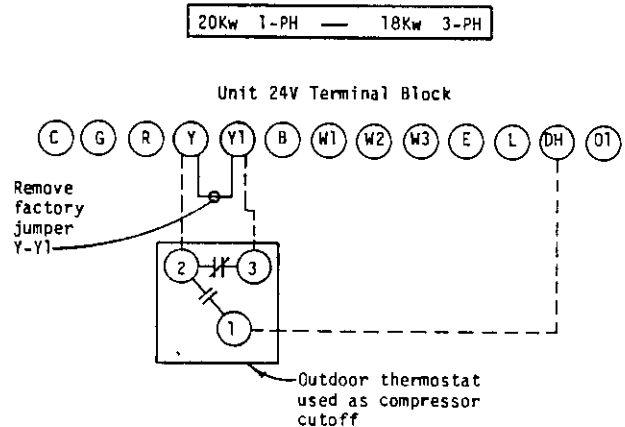 20Kw 1-PH — 18Kw 3-PH
Unit 24V Terminal Block
C G R Y Y1 B W1 W2 W3 E L DH O1
Remove
factory
jumper
Y-Y1
2 3
1
Outdoor thermostat
used as compressor
cutoff